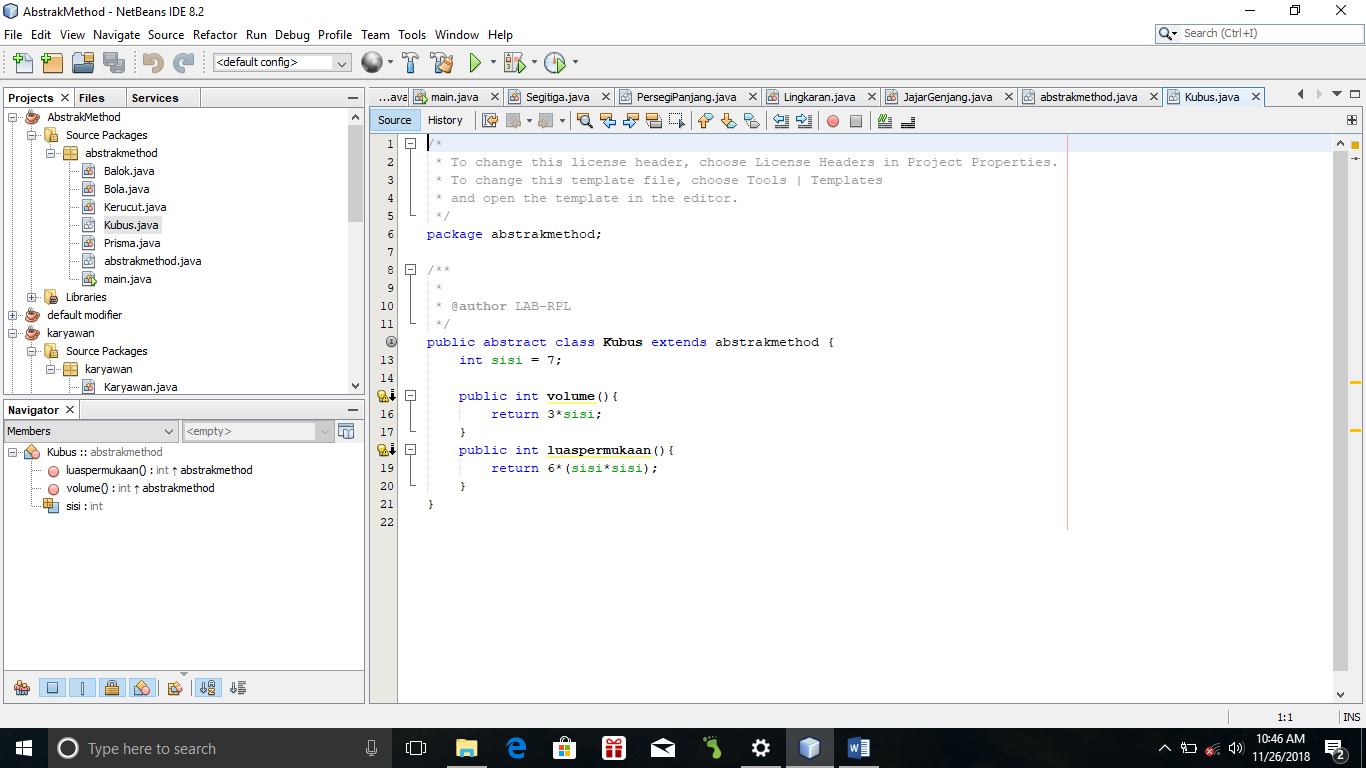 AbstrakMethod - NetBeans IDE 8.2
File Edit View Navigate Source Refactor Run Debug Profile Team Tools Window Help
Search (Ctrl+I)
<default config>
Projects Files Services
AbstrakMethod
Source Packages
abstrakmethod
Balok.java
Bola.java
Kerucut.java
Kubus.java
Prisma.java
abstrakmethod.java
main.java
Libraries
default modifier
karyawan
Source Packages
karyawan
Karyawan.java
Navigator
Members <empty>
Kubus :: abstrakmethod
luaspermukaan() : int ↑ abstrakmethod
volume() : int ↑ abstrakmethod
sisi : int
...ava main.java Segitiga.java PersegiPanjang.java Lingkaran.java JajarGenjang.java abstrakmethod.java Kubus.java
Source History
1 /*
2 * To change this license header, choose License Headers in Project Properties.
3 * To change this template file, choose Tools | Templates
4 * and open the template in the editor.
5 */
6 package abstrakmethod;
7
8 /**
9 *
10 * @author LAB-RPL
11 */
public abstract class Kubus extends abstrakmethod {
13 int sisi = 7;
14
public int volume(){
16 return 3*sisi;
17 }
public int luaspermukaan(){
19 return 6*(sisi*sisi);
20 }
21 }
22
1:1 INS
Type here to search
10:46 AM
11/26/2018
2